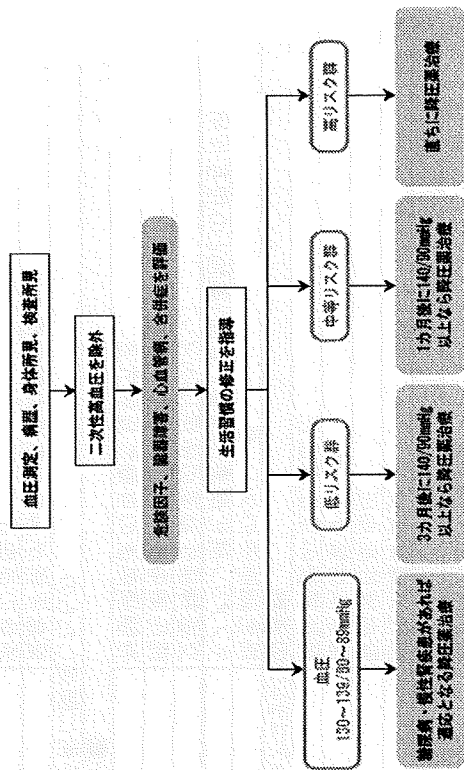 血圧測定、病歴、身体所見、検査所見
二次性高血圧を除外
危険因子、臓器障害、心血管病、合併症を評価
生活習慣の修正を指導
血圧
130～139/80～89mmHg
低リスク群
中等リスク群
高リスク群
糖尿病・慢性腎疾患があれば
適応となる降圧薬治療
3カ月後に140/90mmHg
以上なら降圧薬治療
1カ月後に140/90mmHg
以上なら降圧薬治療
直ちに降圧薬治療